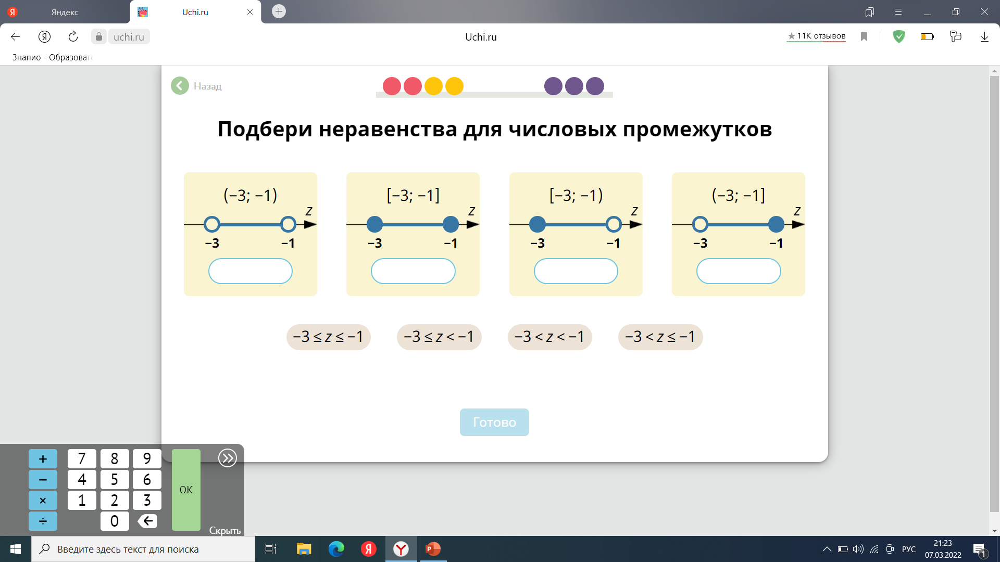 Яндекс
Uchi.ru
uchi.ru
Uchi.ru
11К отзывов
Знанио - Образоват
Назад
Подбери неравенства для числовых промежутков
(−3; −1)
z
−3 −1
[−3; −1]
z
−3 −1
[−3; −1)
z
−3 −1
(−3; −1]
z
−3 −1
−3 ≤ z ≤ −1
−3 ≤ z < −1
−3 < z < −1
−3 < z ≤ −1
Готово
+ 7 8 9
− 4 5 6
× 1 2 3
÷ 0
OK
Скрыть
Введите здесь текст для поиска
РУС
21:23
07.03.2022
1